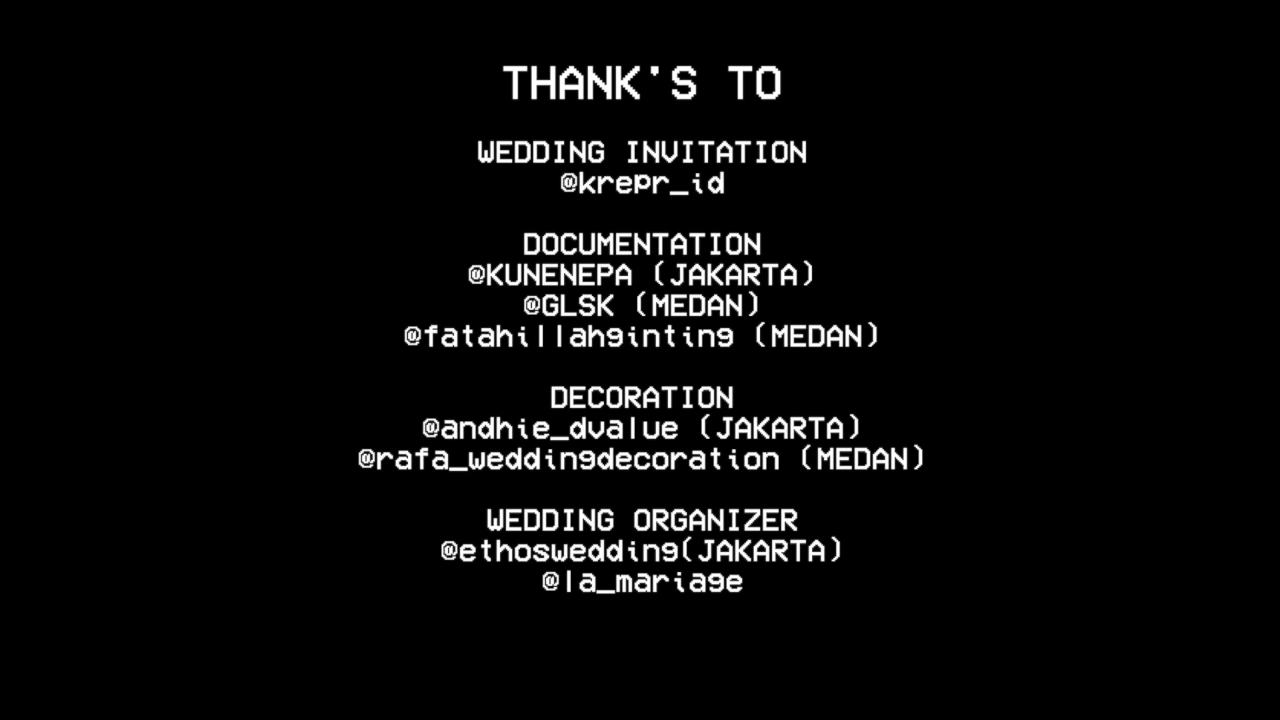 THANK'S TO
WEDDING INVITATION
@krepr_id
DOCUMENTATION
@KUNENEPA (JAKARTA)
@GLSK (MEDAN)
@fatahillahginting (MEDAN)
DECORATION
@andhie_dvalue (JAKARTA)
@rafa_weddingdecoration (MEDAN)
WEDDING ORGANIZER
@ethoswedding(JAKARTA)
@la_mariage